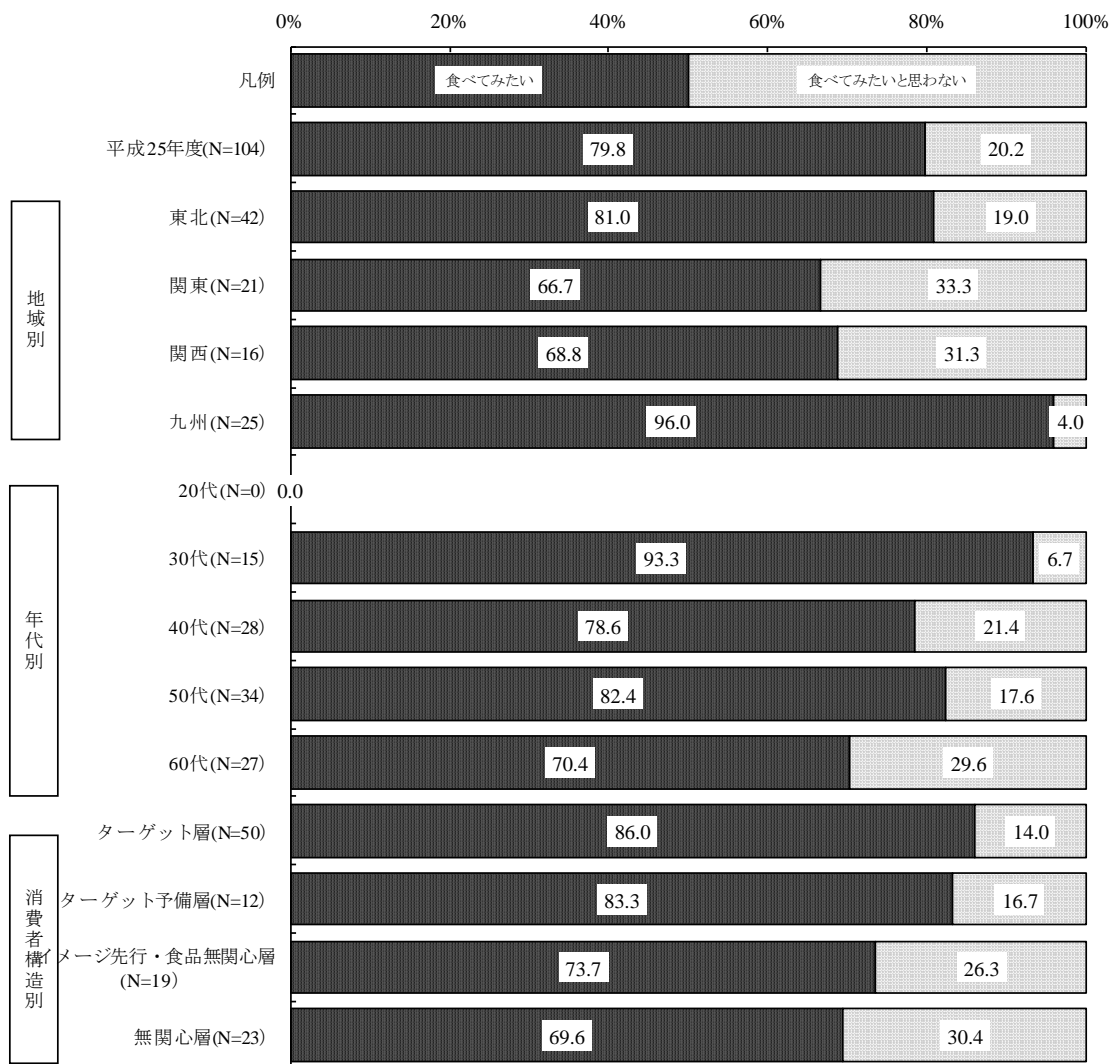 0% 20% 40% 60% 80% 100%
凡例 食べてみたい 食べてみたいと思わない
平成25年度(N=104) 79.8 20.2
地域別
東北(N=42) 81.0 19.0
関東(N=21) 66.7 33.3
関西(N=16) 68.8 31.3
九州(N=25) 96.0 4.0
年代別
20代(N=0) 0.0
30代(N=15) 93.3 6.7
40代(N=28) 78.6 21.4
50代(N=34) 82.4 17.6
60代(N=27) 70.4 29.6
消費者構造別
ターゲット層(N=50) 86.0 14.0
ターゲット予備層(N=12) 83.3 16.7
イメージ先行・食品無関心層
(N=19) 73.7 26.3
無関心層(N=23) 69.6 30.4